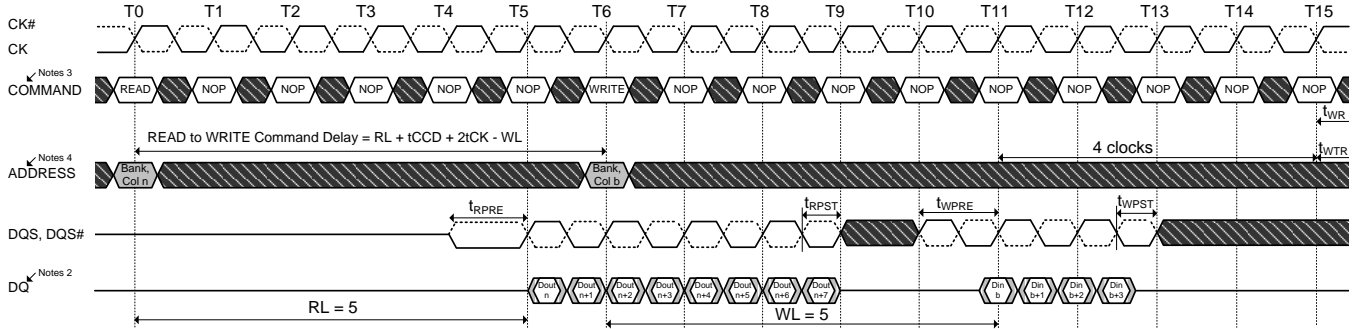 T0 T1 T2 T3 T4 T5 T6 T7 T8 T9 T10 T11 T12 T13 T14 T15
CK#
CK
Notes 3
COMMAND READ NOP NOP NOP NOP NOP WRITE NOP NOP NOP NOP NOP NOP NOP NOP NOP
tWR
READ to WRITE Command Delay = RL + tCCD + 2tCK - WL
4 clocks tWTR
Notes 4
ADDRESS Bank, Col n Bank, Col b
tRPRE tRPST tWPRE tWPST
DQS, DQS#
Notes 2
DQ Dout n Dout n+1 Dout n+2 Dout n+3 Dout n+4 Dout n+5 Dout n+6 Dout n+7 Din b Din b+1 Din b+2 Din b+3
RL = 5 WL = 5